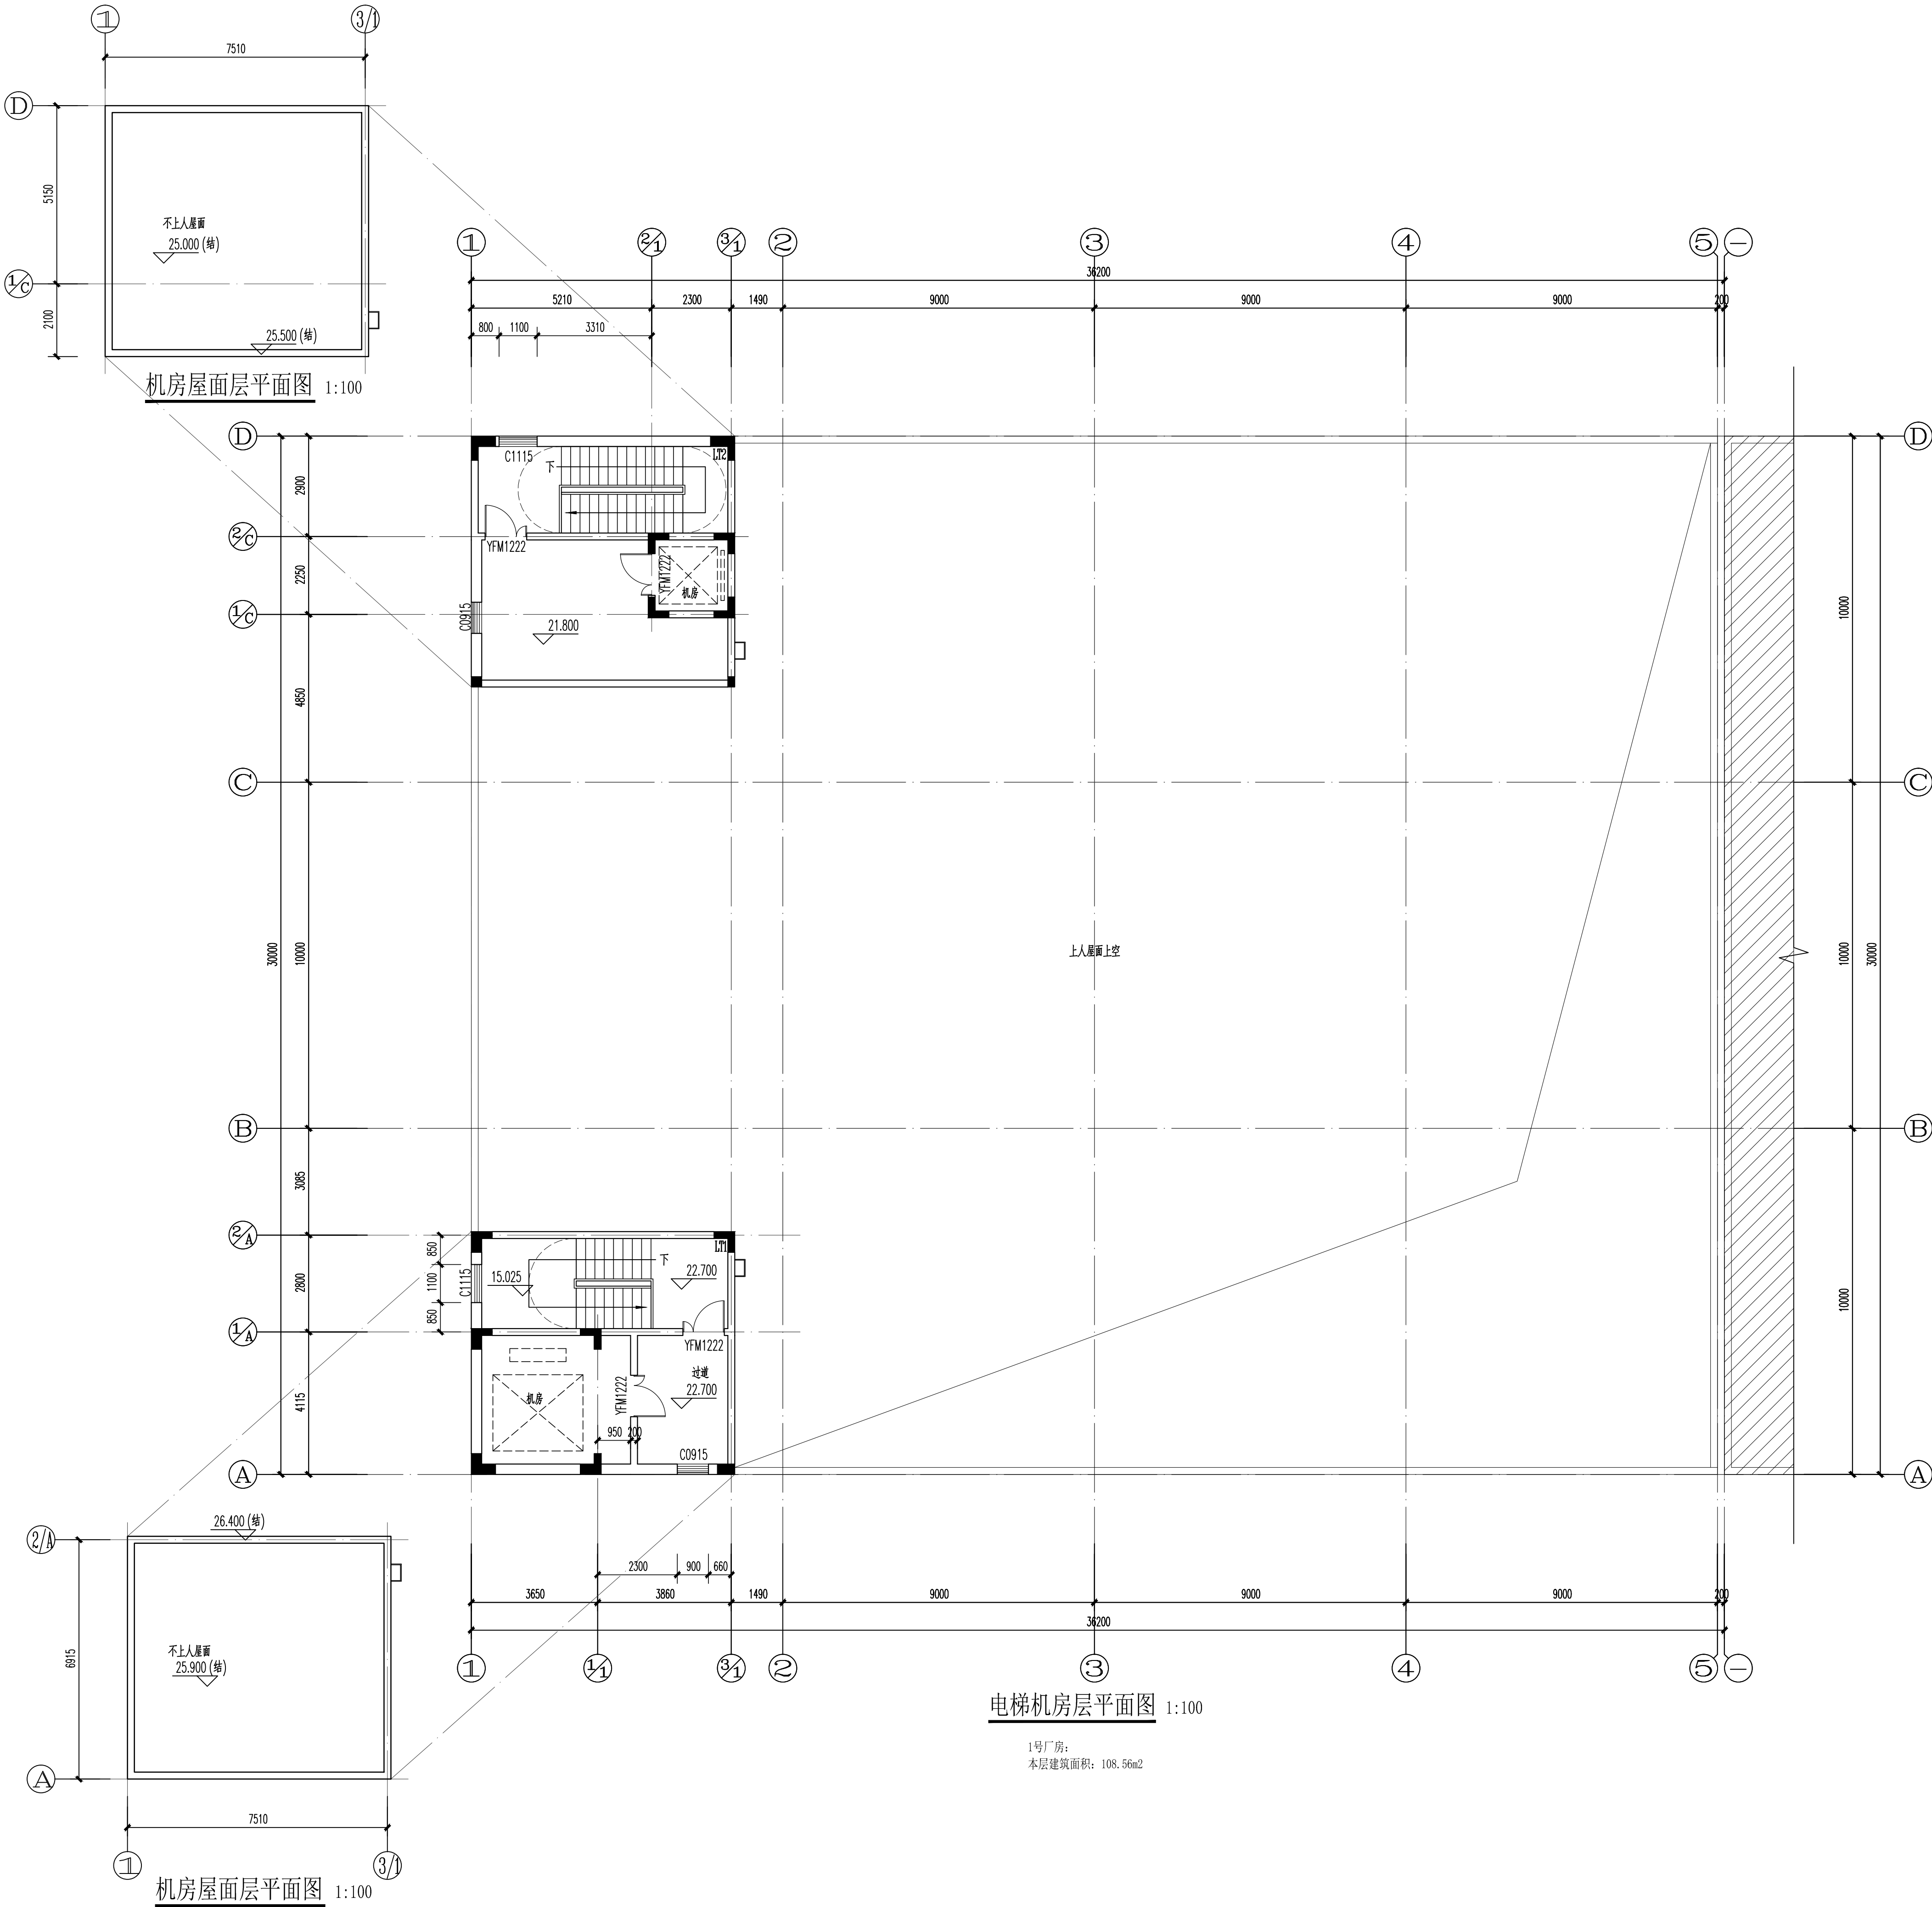 1
3/1
7510
D
5150
不上人屋面
25.000(结)
1/C
2100
25.500(结)
机房屋面层平面图 1:100
1
2/1
3/1
2
3
4
5
一
36200
5210
2300
1490
9000
9000
9000
200
800
1100
3310
D
D
C1115
下
LT2
2900
2/C
YFM1222
YFM1222
机房
2250
1/C
C0915
21.800
10000
4850
C
C
30000
10000
上人屋面上空
10000
30000
B
B
3085
2/A
LT1
850
下
22.700
15.025
C1115
1100
2800
850
10000
1/A
YFM1222
过道
22.700
机房
YFM1222
4115
950
200
C0915
A
A
26.400(结)
2/A
2300
900
660
3650
3860
1490
9000
9000
9000
200
36200
不上人屋面
25.900(结)
6915
1
1/1
3/1
2
3
4
5
一
电梯机房层平面图 1:100
1号厂房:
本层建筑面积: 108.56m2
A
7510
1
3/1
机房屋面层平面图 1:100